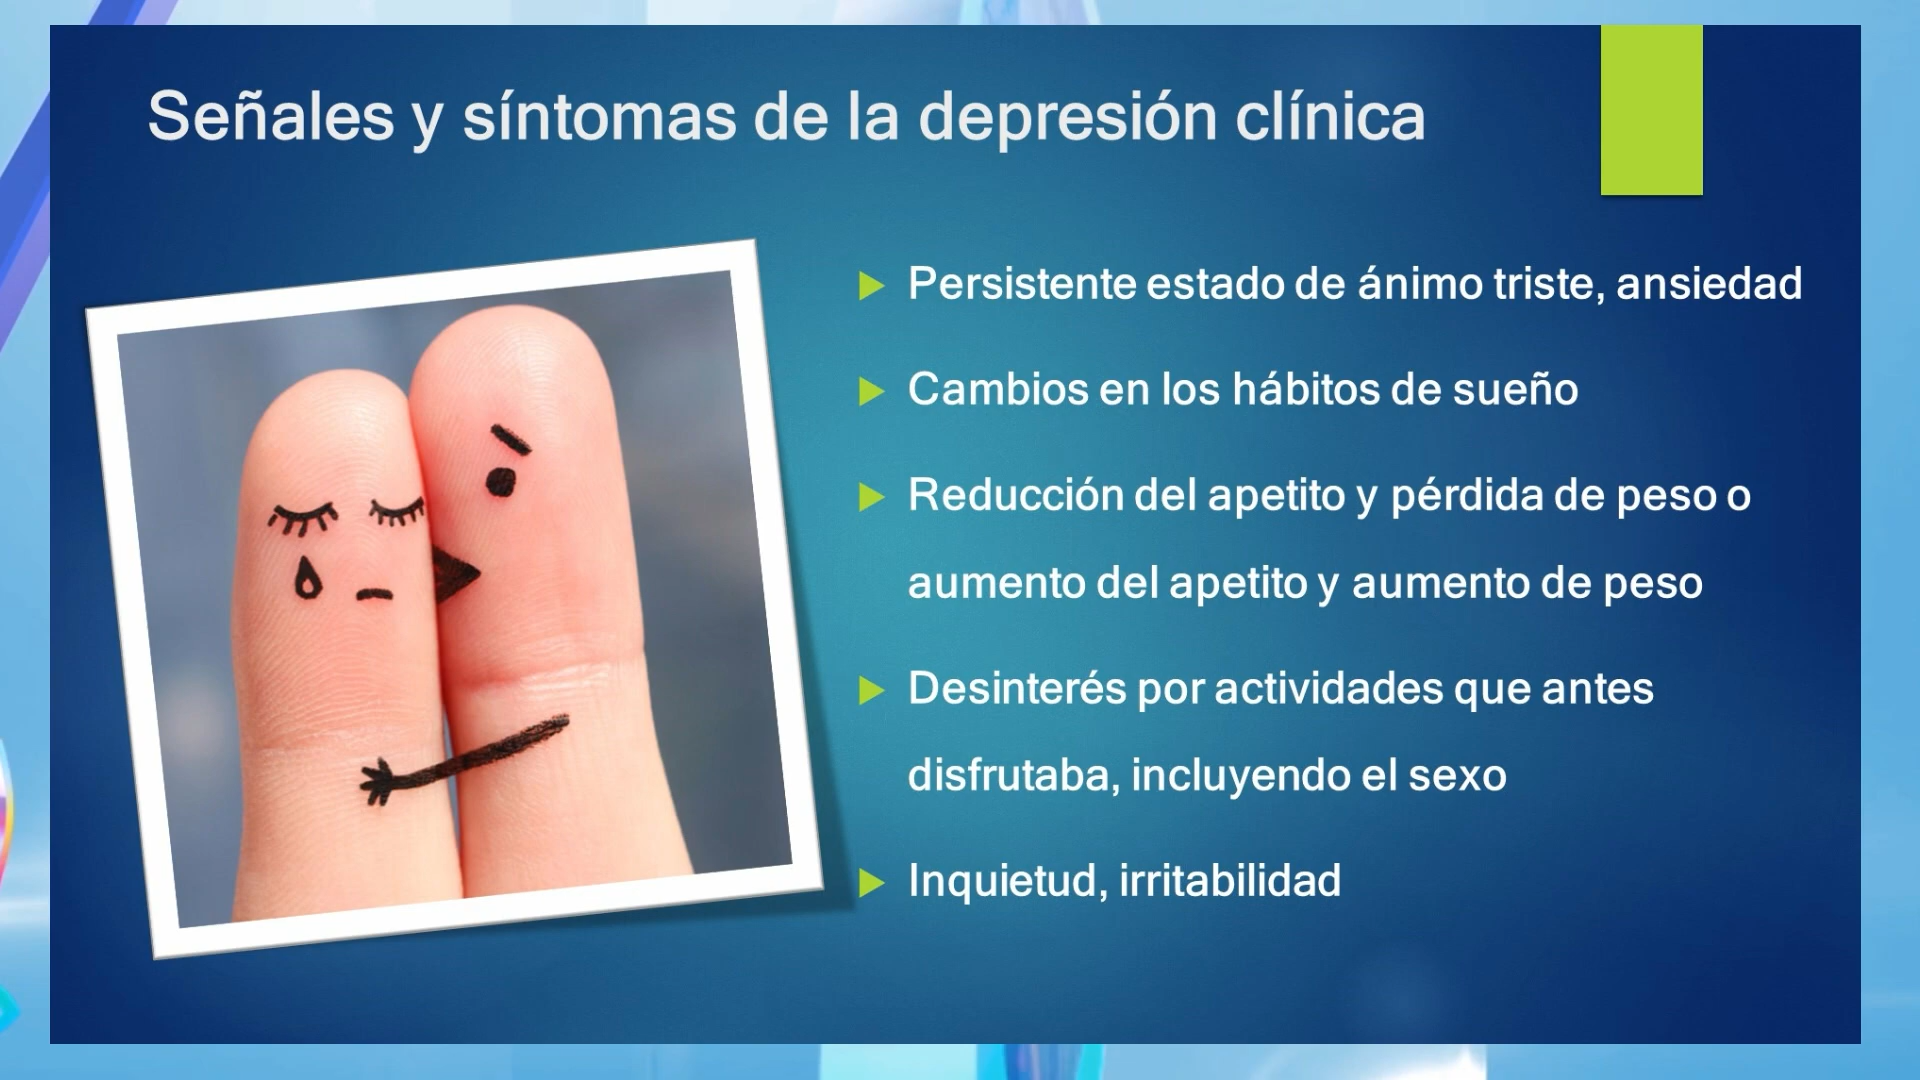 Señales y síntomas de la depresión clínica
Persistente estado de ánimo triste, ansiedad
Cambios en los hábitos de sueño
Reducción del apetito y pérdida de peso o
aumento del apetito y aumento de peso
Desinterés por actividades que antes
disfrutaba, incluyendo el sexo
Inquietud, irritabilidad